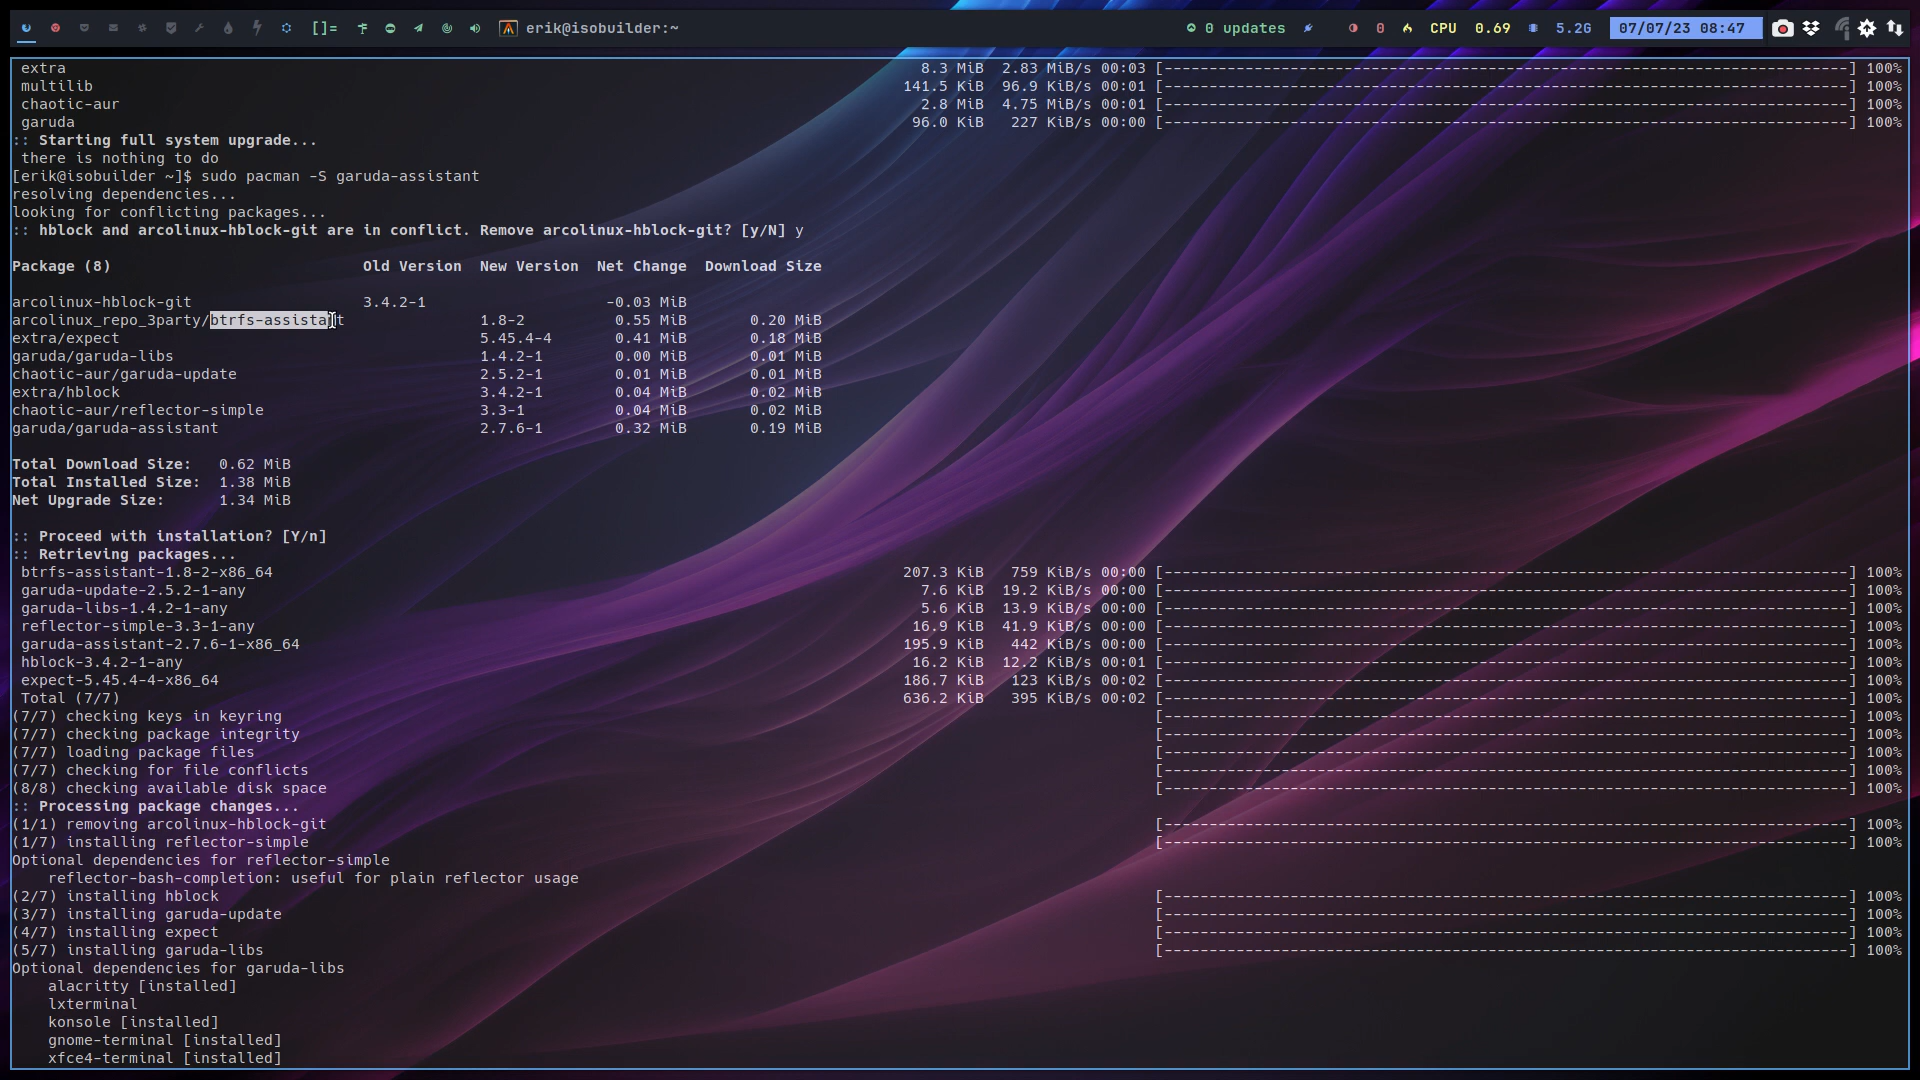 []= erik@isobuilder:~ 0 updates 0 CPU 0.69 5.2G 07/07/23 08:47
extra 8.3 MiB 2.83 MiB/s 00:03 [----------------------------------------------------------------------------] 100%
multilib 141.5 KiB 96.9 KiB/s 00:01 [----------------------------------------------------------------------------] 100%
chaotic-aur 2.8 MiB 4.75 MiB/s 00:01 [----------------------------------------------------------------------------] 100%
garuda 96.0 KiB 227 KiB/s 00:00 [----------------------------------------------------------------------------] 100%
:: Starting full system upgrade...
there is nothing to do
[erik@isobuilder ~]$ sudo pacman -S garuda-assistant
resolving dependencies...
looking for conflicting packages...
:: hblock and arcolinux-hblock-git are in conflict. Remove arcolinux-hblock-git? [y/N] y
Package (8) Old Version New Version Net Change Download Size
arcolinux-hblock-git 3.4.2-1 -0.03 MiB
arcolinux_repo_3party/btrfs-assistant 1.8-2 0.55 MiB 0.20 MiB
extra/expect 5.45.4-4 0.41 MiB 0.18 MiB
garuda/garuda-libs 1.4.2-1 0.00 MiB 0.01 MiB
chaotic-aur/garuda-update 2.5.2-1 0.01 MiB 0.01 MiB
extra/hblock 3.4.2-1 0.04 MiB 0.02 MiB
chaotic-aur/reflector-simple 3.3-1 0.04 MiB 0.02 MiB
garuda/garuda-assistant 2.7.6-1 0.32 MiB 0.19 MiB
Total Download Size: 0.62 MiB
Total Installed Size: 1.38 MiB
Net Upgrade Size: 1.34 MiB
:: Proceed with installation? [Y/n]
:: Retrieving packages...
btrfs-assistant-1.8-2-x86_64 207.3 KiB 759 KiB/s 00:00 [----------------------------------------------------------------------------] 100%
garuda-update-2.5.2-1-any 7.6 KiB 19.2 KiB/s 00:00 [----------------------------------------------------------------------------] 100%
garuda-libs-1.4.2-1-any 5.6 KiB 13.9 KiB/s 00:00 [----------------------------------------------------------------------------] 100%
reflector-simple-3.3-1-any 16.9 KiB 41.9 KiB/s 00:00 [----------------------------------------------------------------------------] 100%
garuda-assistant-2.7.6-1-x86_64 195.9 KiB 442 KiB/s 00:00 [----------------------------------------------------------------------------] 100%
hblock-3.4.2-1-any 16.2 KiB 12.2 KiB/s 00:01 [----------------------------------------------------------------------------] 100%
expect-5.45.4-4-x86_64 186.7 KiB 123 KiB/s 00:02 [----------------------------------------------------------------------------] 100%
Total (7/7) 636.2 KiB 395 KiB/s 00:02 [----------------------------------------------------------------------------] 100%
(7/7) checking keys in keyring [----------------------------------------------------------------------------] 100%
(7/7) checking package integrity [----------------------------------------------------------------------------] 100%
(7/7) loading package files [----------------------------------------------------------------------------] 100%
(7/7) checking for file conflicts [----------------------------------------------------------------------------] 100%
(8/8) checking available disk space [----------------------------------------------------------------------------] 100%
:: Processing package changes...
(1/1) removing arcolinux-hblock-git [----------------------------------------------------------------------------] 100%
(1/7) installing reflector-simple [----------------------------------------------------------------------------] 100%
Optional dependencies for reflector-simple
reflector-bash-completion: useful for plain reflector usage
(2/7) installing hblock [----------------------------------------------------------------------------] 100%
(3/7) installing garuda-update [----------------------------------------------------------------------------] 100%
(4/7) installing expect [----------------------------------------------------------------------------] 100%
(5/7) installing garuda-libs [----------------------------------------------------------------------------] 100%
Optional dependencies for garuda-libs
alacritty [installed]
lxterminal
konsole [installed]
gnome-terminal [installed]
xfce4-terminal [installed]